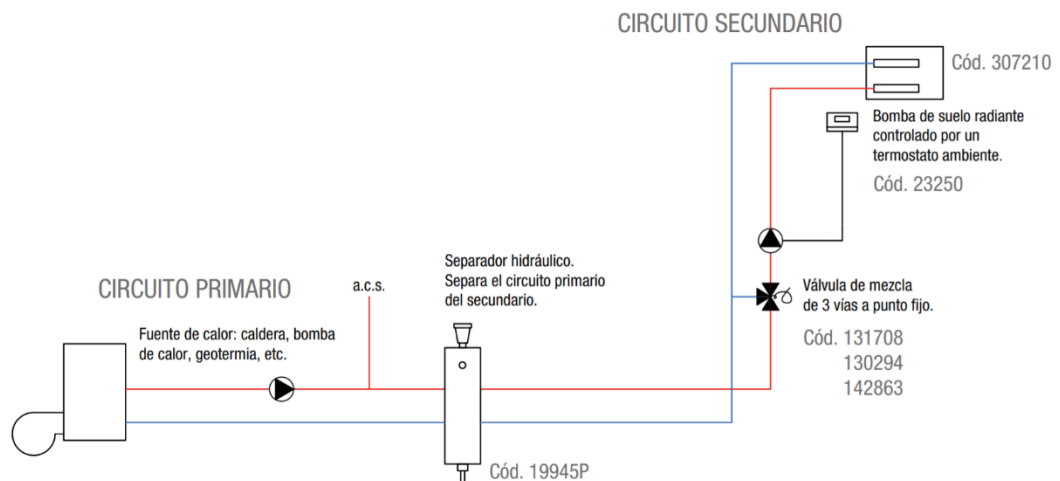 CIRCUITO SECUNDARIO
Cód. 307210
Bomba de suelo radiante
controlado por un
termostato ambiente.
Cód. 23250
Separador hidráulico.
Separa el circuito primario
del secundario.
CIRCUITO PRIMARIO
a.c.s.
Fuente de calor: caldera, bomba
de calor, geotermia, etc.
Válvula de mezcla
de 3 vías a punto fijo.
Cód. 131708
130294
142863
Cód. 19945P